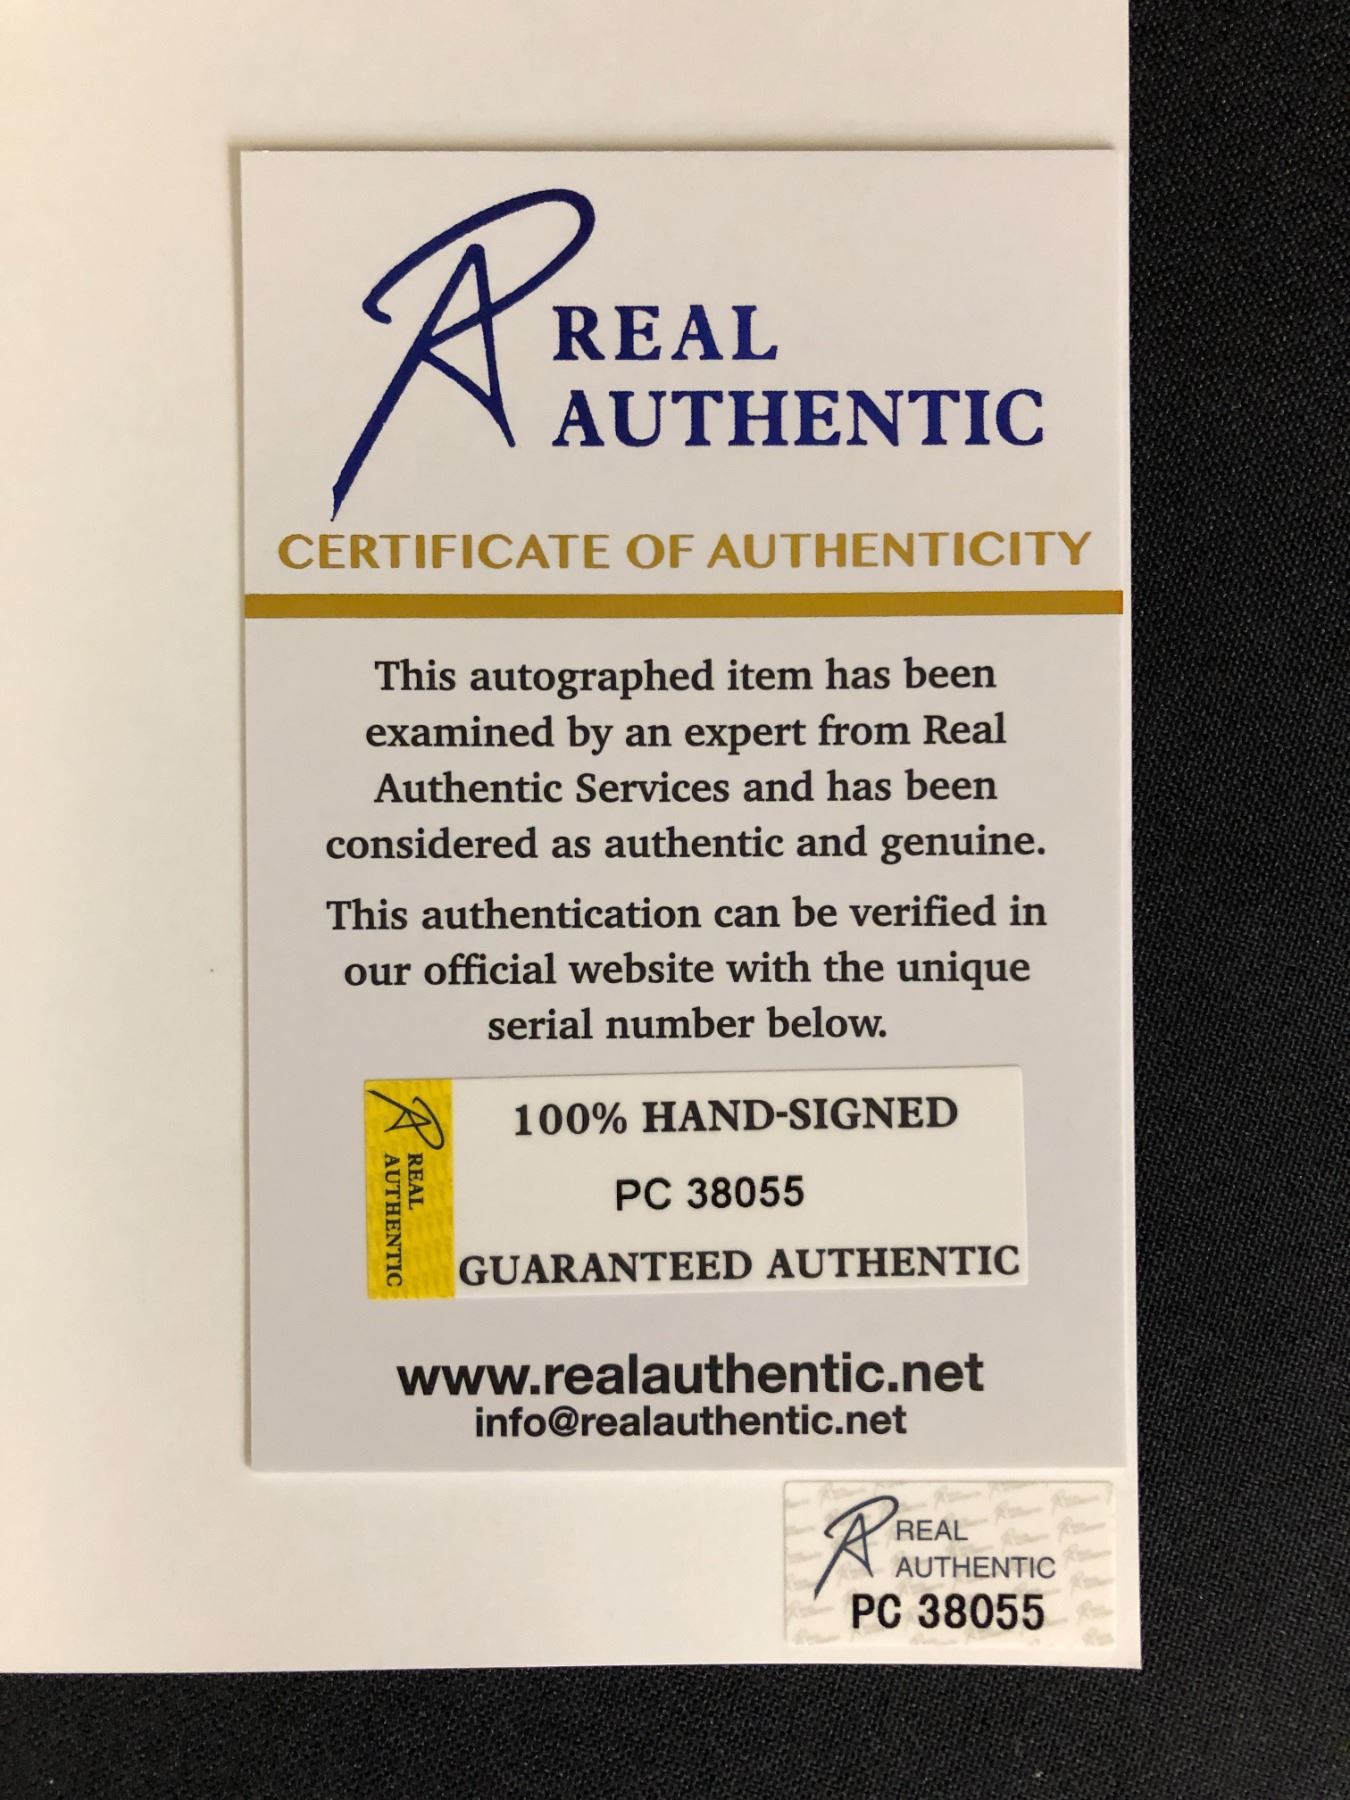 REAL
AUTHENTIC
CERTIFICATE OF AUTHENTICITY
This autographed item has been
examined by an expert from Real
Authentic Services and has been
considered as authentic and genuine.
This authentication can be verified in
our official website with the unique
serial number below.
REAL
AUTHENTIC
100% HAND-SIGNED
PC 38055
GUARANTEED AUTHENTIC
www.realauthentic.net
info@realauthentic.net
REAL
AUTHENTIC
PC 38055